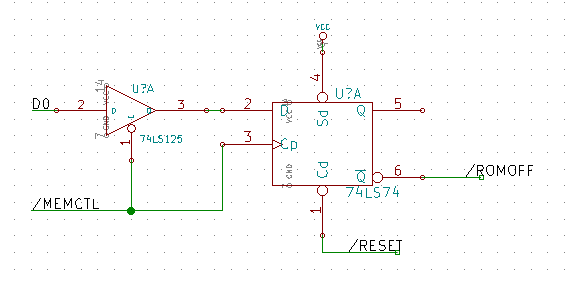 VCC
4
14
VCC
U?A
U?A
D0
2
D
O
3
2
D
VCC
Sd
Q
5
E
7
GND
74LS125
1
3
Cp
/MEMCTL
GND
Cd
Q
6
/ROMOFF
74LS74
1
/RESET